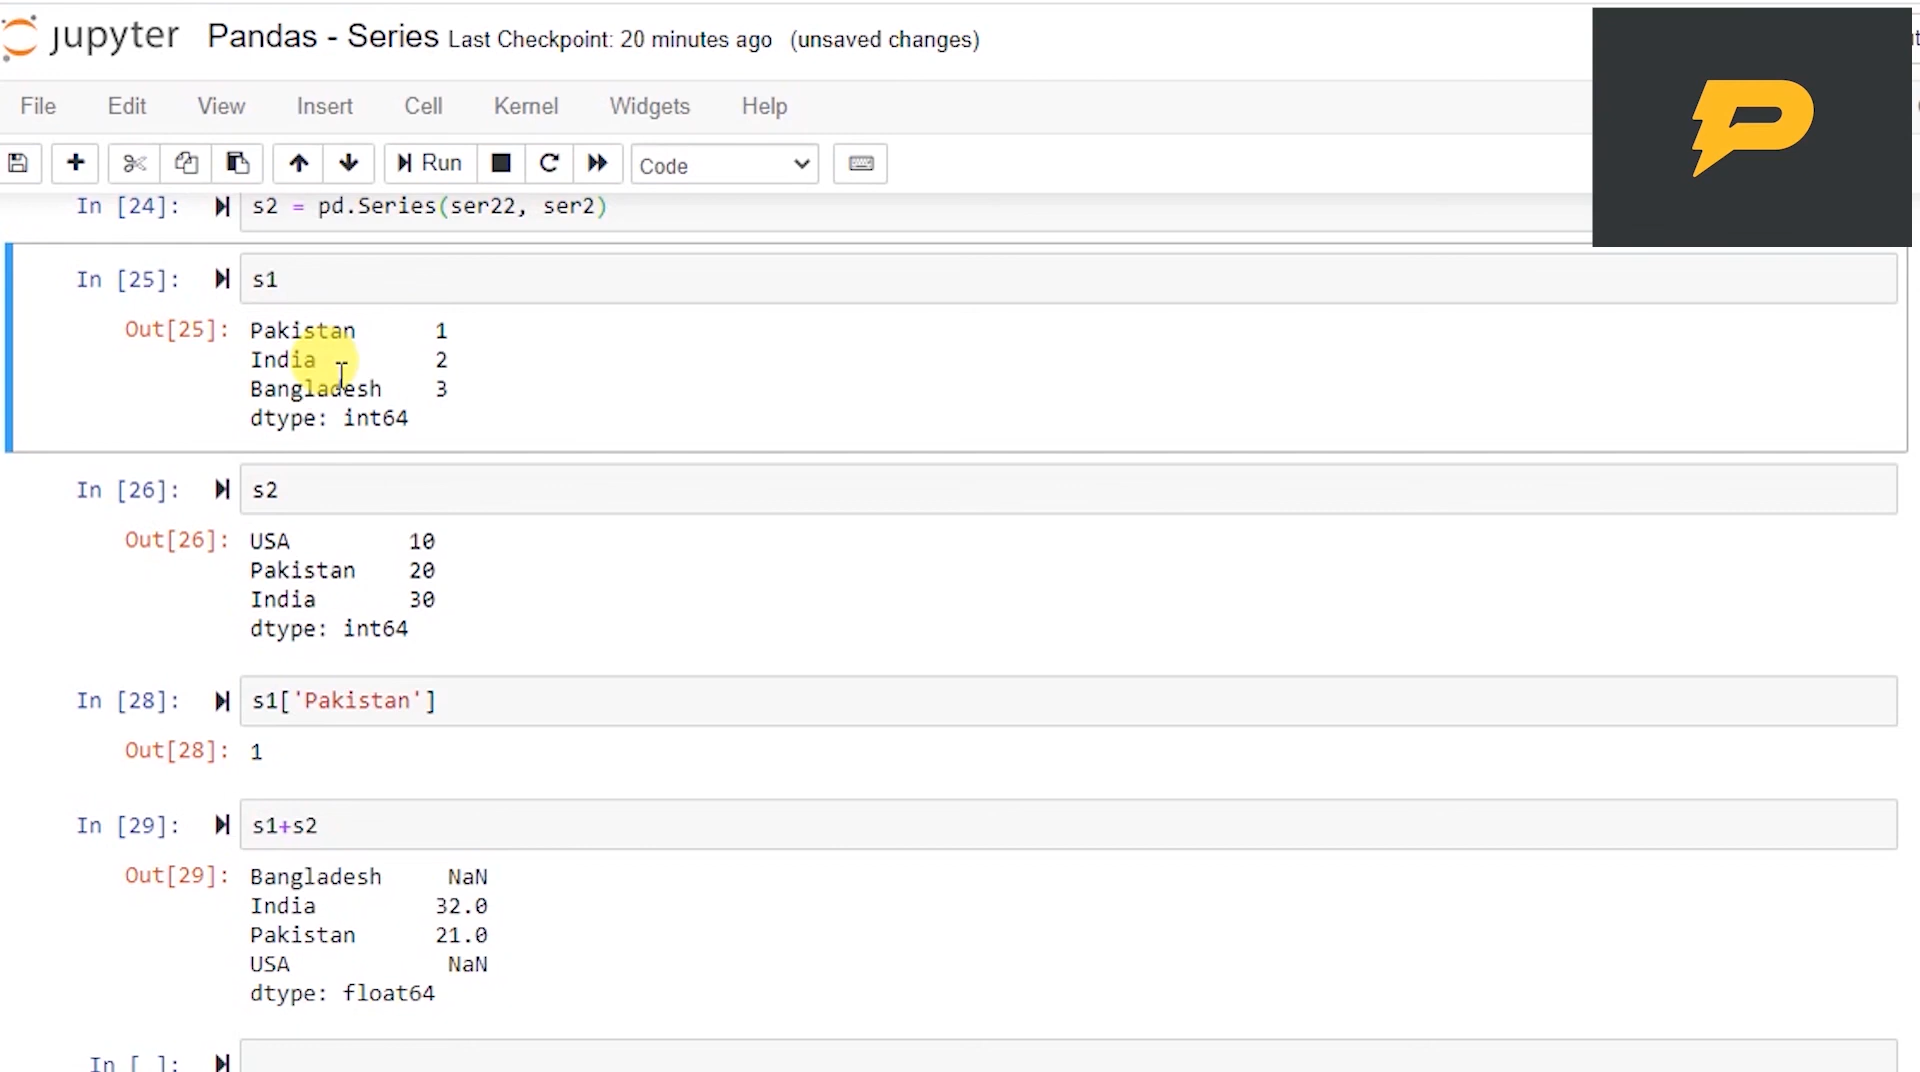 jupyter Pandas - Series Last Checkpoint: 20 minutes ago (unsaved changes)
File Edit View Insert Cell Kernel Widgets Help
Run Code
In [24]: s2 = pd.Series(ser22, ser2)
In [25]: s1
Out[25]: Pakistan 1
India 2
Bangladesh 3
dtype: int64
In [26]: s2
Out[26]: USA 10
Pakistan 20
India 30
dtype: int64
In [28]: s1['Pakistan']
Out[28]: 1
In [29]: s1+s2
Out[29]: Bangladesh NaN
India 32.0
Pakistan 21.0
USA NaN
dtype: float64
In [ ]: